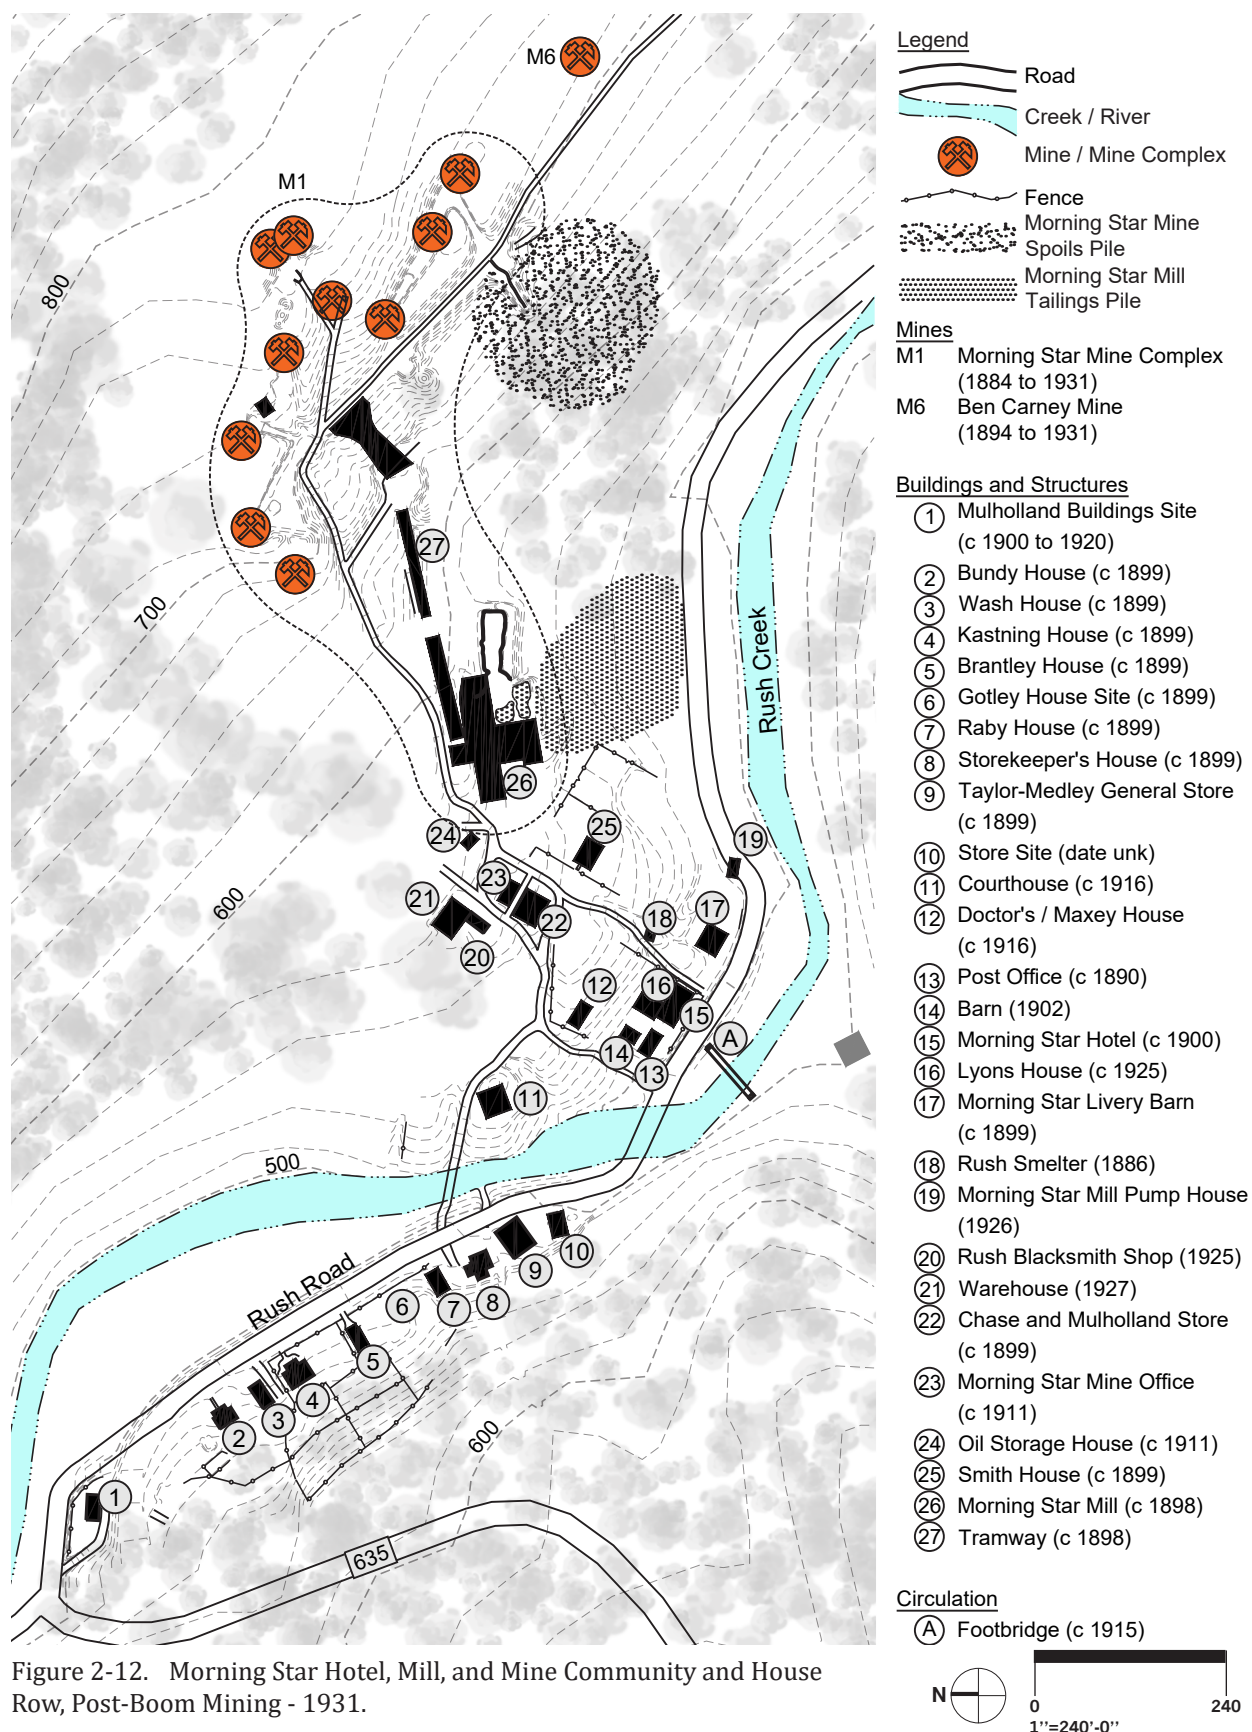 M6
M1
800
700
600
500
600
635
Rush Creek
Rush Road
27
26
25
24
23
22
21
20
19
18
17
16
15
14
13
12
11
10
9
8
7
6
5
4
3
2
1
A
Legend
Road
Creek / River
Mine / Mine Complex
Fence
Morning Star Mine
Spoils Pile
Morning Star Mill
Tailings Pile
Mines
M1 Morning Star Mine Complex
(1884 to 1931)
M6 Ben Carney Mine
(1894 to 1931)
Buildings and Structures
1 Mulholland Buildings Site
(c 1900 to 1920)
2 Bundy House (c 1899)
3 Wash House (c 1899)
4 Kastning House (c 1899)
5 Brantley House (c 1899)
6 Gotley House Site (c 1899)
7 Raby House (c 1899)
8 Storekeeper's House (c 1899)
9 Taylor-Medley General Store
(c 1899)
10 Store Site (date unk)
11 Courthouse (c 1916)
12 Doctor's / Maxey House
(c 1916)
13 Post Office (c 1890)
14 Barn (1902)
15 Morning Star Hotel (c 1900)
16 Lyons House (c 1925)
17 Morning Star Livery Barn
(c 1899)
18 Rush Smelter (1886)
19 Morning Star Mill Pump House
(1926)
20 Rush Blacksmith Shop (1925)
21 Warehouse (1927)
22 Chase and Mulholland Store
(c 1899)
23 Morning Star Mine Office
(c 1911)
24 Oil Storage House (c 1911)
25 Smith House (c 1899)
26 Morning Star Mill (c 1898)
27 Tramway (c 1898)
Circulation
A Footbridge (c 1915)
N
0 240
1''=240'-0''
Figure 2-12. Morning Star Hotel, Mill, and Mine Community and House
Row, Post-Boom Mining - 1931.